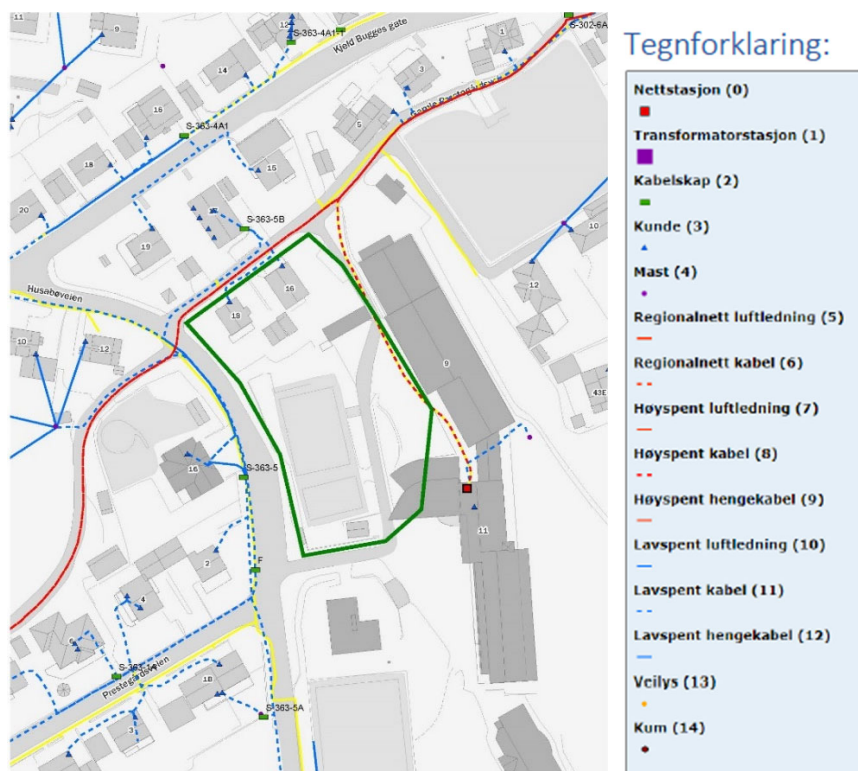 Tegnforklaring:
Nettstasjon (0)
Transformatorstasjon (1)
Kabelskap (2)
Kunde (3)
Mast (4)
Regionalnett luftledning (5)
Regionalnett kabel (6)
Høyspent luftledning (7)
Høyspent kabel (8)
Høyspent hengekabel (9)
Lavspent luftledning (10)
Lavspent kabel (11)
Lavspent hengekabel (12)
Veilys (13)
Kum (14)
11
9
12
S-363-4A1-1
Kjeld Bugges gate
S-302-6A
1
14
3
16
S-363-4A1
5
18
15
20
S-363-5B
19
10
16
12
Husabøveien
18
10
12
9
43E
16
S-363-5
11
F
2
4
6
Prestegårdsveien
18
S-363-5A
3